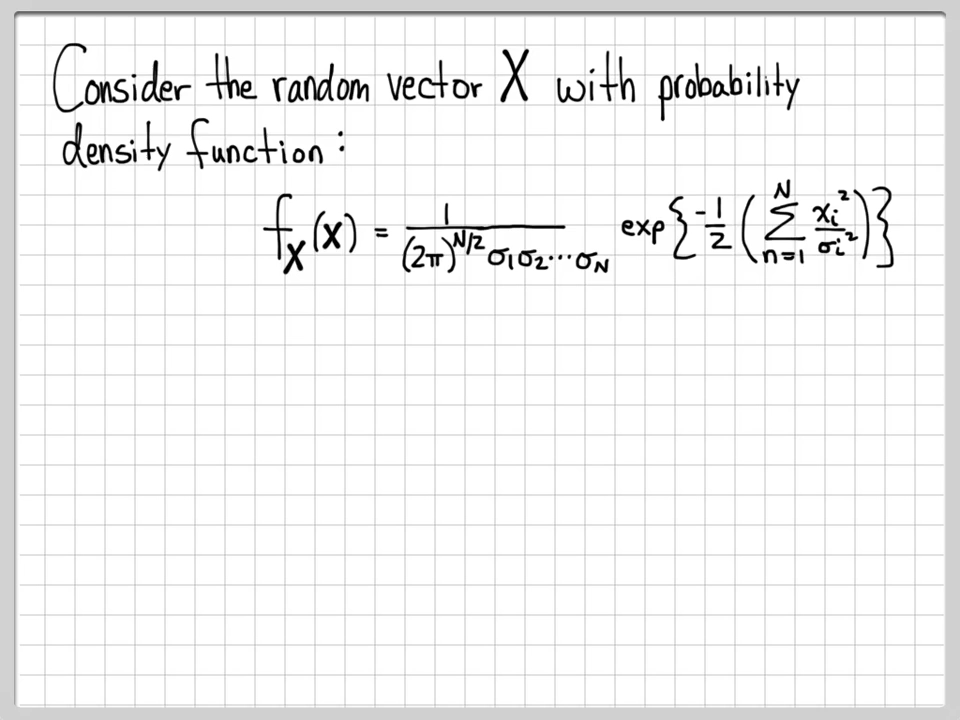 Consider the random vector X with probability
density function:
f_X(x) = 1/((2π)^{N/2} σ₁σ₂⋯σ_N) exp{-1/2 (∑_{n=1}^{N} x_i²/σ_i²)}